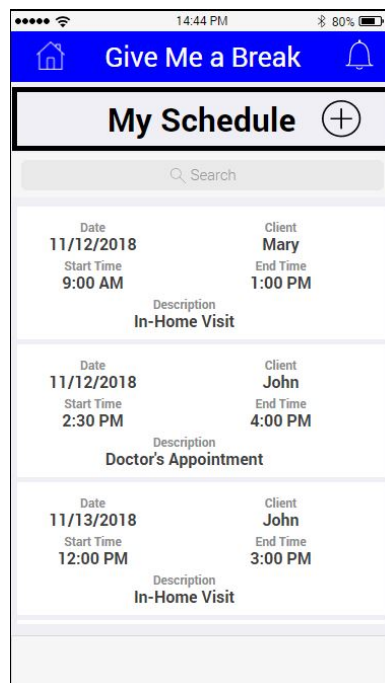 14:44 PM 80%
Give Me a Break
My Schedule
Search
Date Client
11/12/2018 Mary
Start Time End Time
9:00 AM 1:00 PM
Description
In-Home Visit
Date Client
11/12/2018 John
Start Time End Time
2:30 PM 4:00 PM
Description
Doctor's Appointment
Date Client
11/13/2018 John
Start Time End Time
12:00 PM 3:00 PM
Description
In-Home Visit